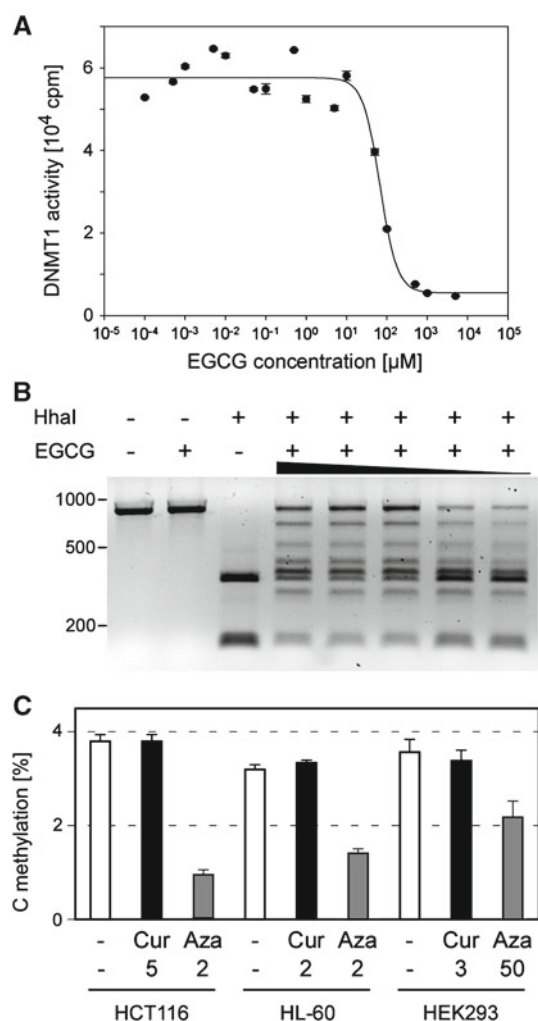 A
DNMT1 activity [10⁴ cpm]
6
4
2
0
10⁻⁵ 10⁻⁴ 10⁻³ 10⁻² 10⁻¹ 10⁰ 10¹ 10² 10³ 10⁴ 10⁵
EGCG concentration [µM]
B
HhaI - - + + + + + +
EGCG - + - + + + + +
1000
500
200
C
C methylation [%]
4
2
0
- Cur Aza - Cur Aza - Cur Aza
- 5 2 - 2 2 - 3 50
HCT116 HL-60 HEK293